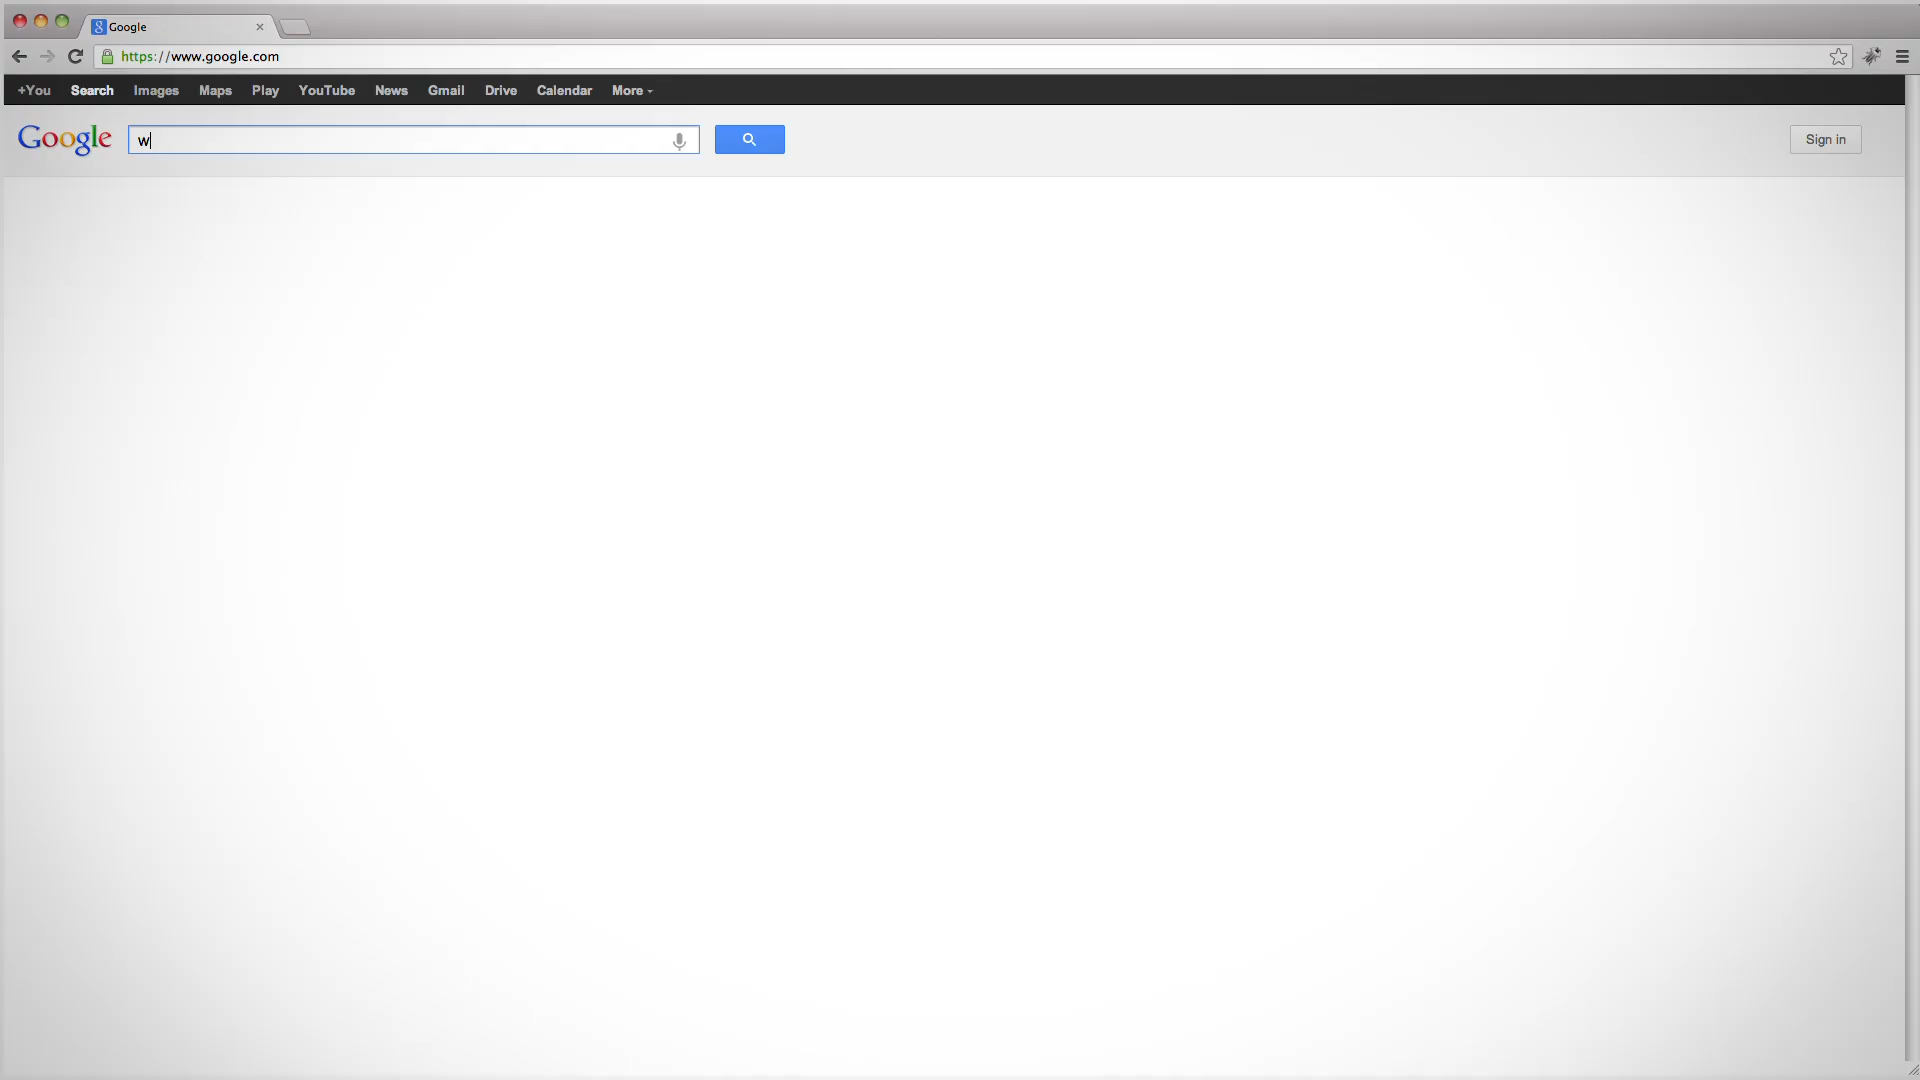 Google
https://www.google.com
+You Search Images Maps Play YouTube News Gmail Drive Calendar More
Google w Sign in